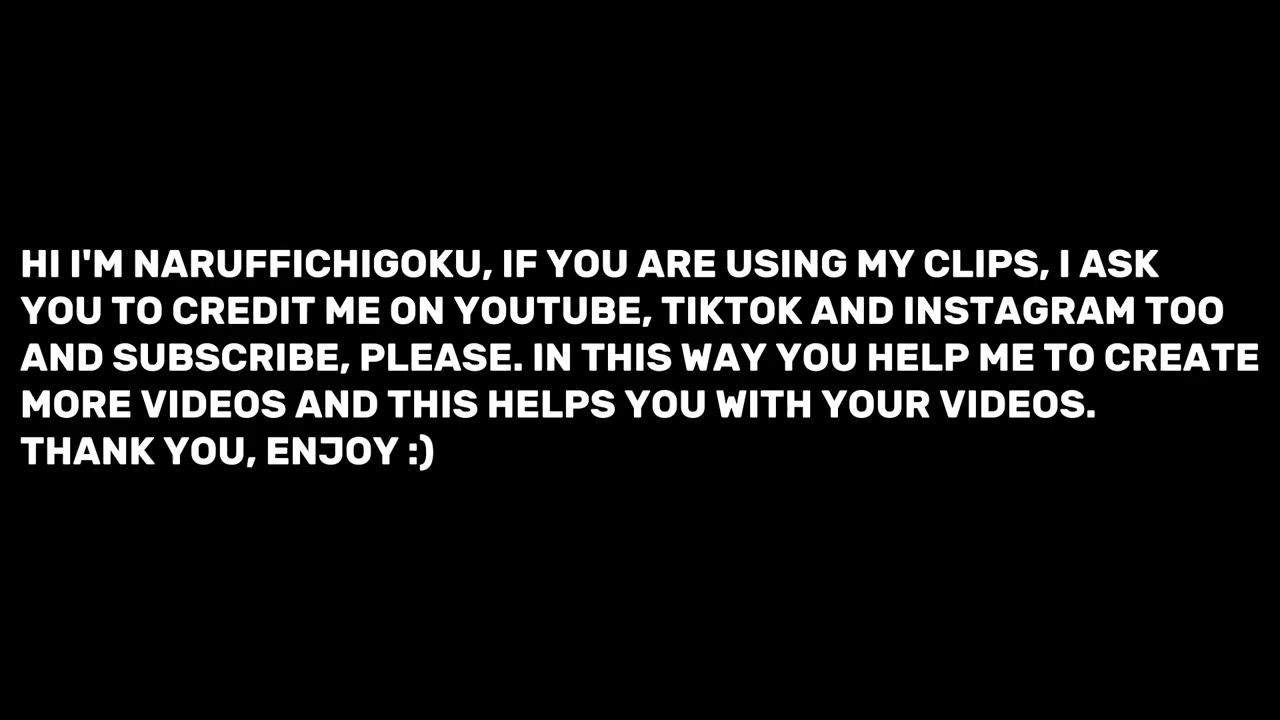 HI I'M NARUFFICHIGOKU, IF YOU ARE USING MY CLIPS, I ASK
YOU TO CREDIT ME ON YOUTUBE, TIKTOK AND INSTAGRAM TOO
AND SUBSCRIBE, PLEASE. IN THIS WAY YOU HELP ME TO CREATE
MORE VIDEOS AND THIS HELPS YOU WITH YOUR VIDEOS.
THANK YOU, ENJOY :)